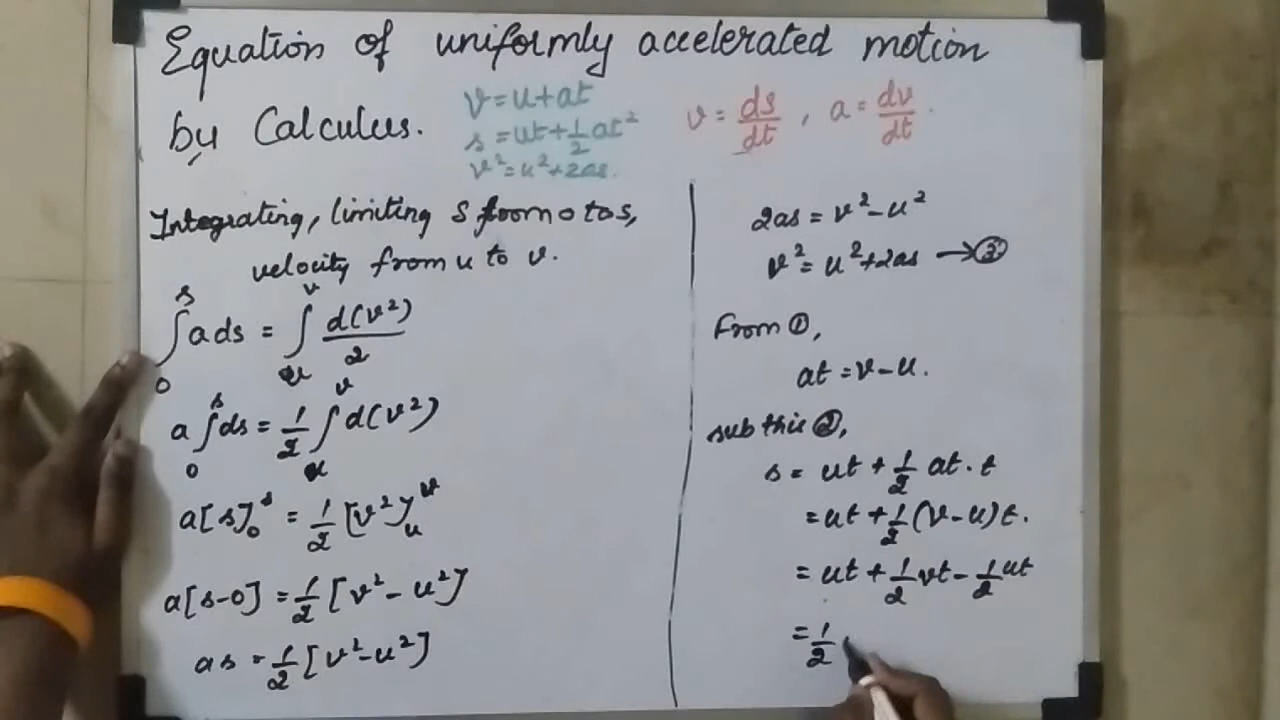 Equation of uniformly accelerated motion
by Calculus.
v = u + at
s = ut + 1/2 at²
v² = u² + 2as.
v = ds/dt , a = dv/dt .
Integrating, limiting S from 0 to s,
velocity from u to v.
∫₀ˢ a ds = ∫ᵤᵛ d(v²)/2
a ∫₀ˢ ds = 1/2 ∫ᵤᵛ d(v²)
a[s]₀ˢ = 1/2 [v²]ᵤᵛ
a[s-0] = 1/2 [v² - u²]
as = 1/2 [v² - u²]
2as = v² - u²
v² = u² + 2as → ③
From ①,
at = v - u.
sub this ②,
s = ut + 1/2 at · t
= ut + 1/2 (v - u) t.
= ut + 1/2 vt - 1/2 ut
= 1/2